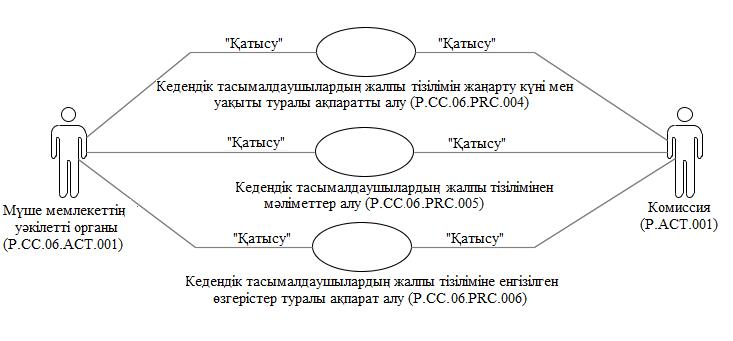 "Қатысу" "Қатысу"
Кедендік тасымалдаушылардың жалпы тізілімін жаңарту күні мен
уақыты туралы ақпаратты алу (P.CC.06.PRC.004)
"Қатысу" "Қатысу"
Кедендік тасымалдаушылардың жалпы тізілімінен
мәліметтер алу (P.CC.06.PRC.005)
Мүше мемлекеттің
уәкілетті органы
(P.CC.06.ACT.001)
Комиссия
(P.ACT.001)
"Қатысу" "Қатысу"
Кедендік тасымалдаушылардың жалпы тізіліміне енгізілген
өзгерістер туралы ақпарат алу (P.CC.06.PRC.006)